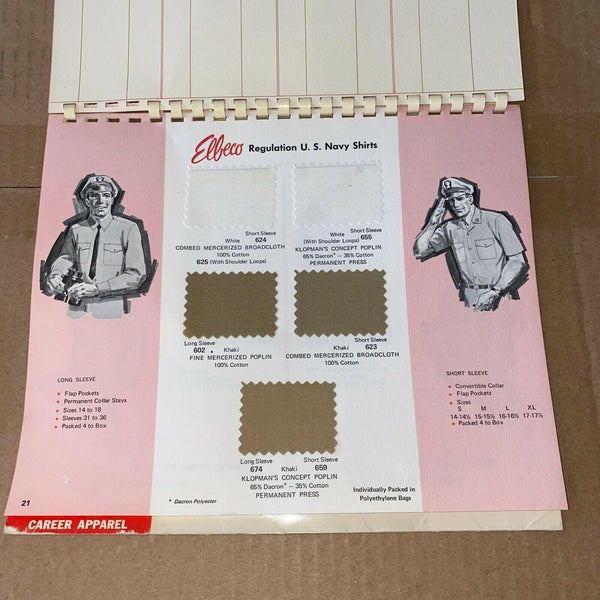 Elbeco Regulation U. S. Navy Shirts
Short Sleeve
White 624
COMBED MERCERIZED BROADCLOTH
100% Cotton
625 (With Shoulder Loops)
Short Sleeve
White
(With Shoulder Loops) 655
KLOPMAN'S CONCEPT POPLIN
65% Dacron* – 35% Cotton
PERMANENT PRESS
Long Sleeve
602 Khaki
FINE MERCERIZED POPLIN
100% Cotton
Short Sleeve
Khaki 623
COMBED MERCERIZED BROADCLOTH
100% Cotton
Long Sleeve Short Sleeve
674 Khaki 659
KLOPMAN'S CONCEPT POPLIN
65% Dacron* – 35% Cotton
PERMANENT PRESS
LONG SLEEVE
• Flap Pockets
• Permanent Collar Stays
• Sizes 14 to 18
• Sleeves 31 to 36
• Packed 4 to Box
SHORT SLEEVE
• Convertible Collar
• Flap Pockets
• Sizes
S M L XL
14-14½ 15-15½ 16-16½ 17-17½
• Packed 4 to Box
21
* Dacron Polyester
Individually Packed in
Polyethylene Bags
CAREER APPAREL